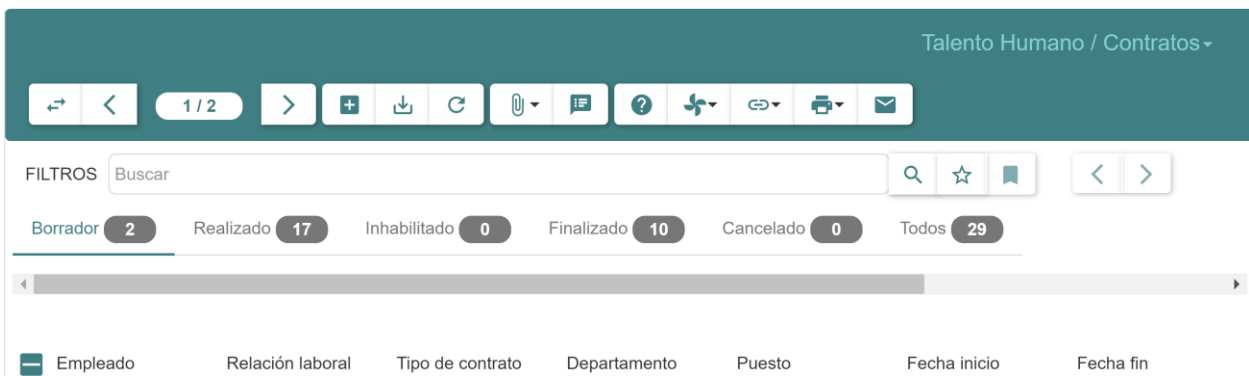 Talento Humano / Contratos
1 / 2
FILTROS Buscar
Borrador 2 Realizado 17 Inhabilitado 0 Finalizado 10 Cancelado 0 Todos 29
Empleado Relación laboral Tipo de contrato Departamento Puesto Fecha inicio Fecha fin